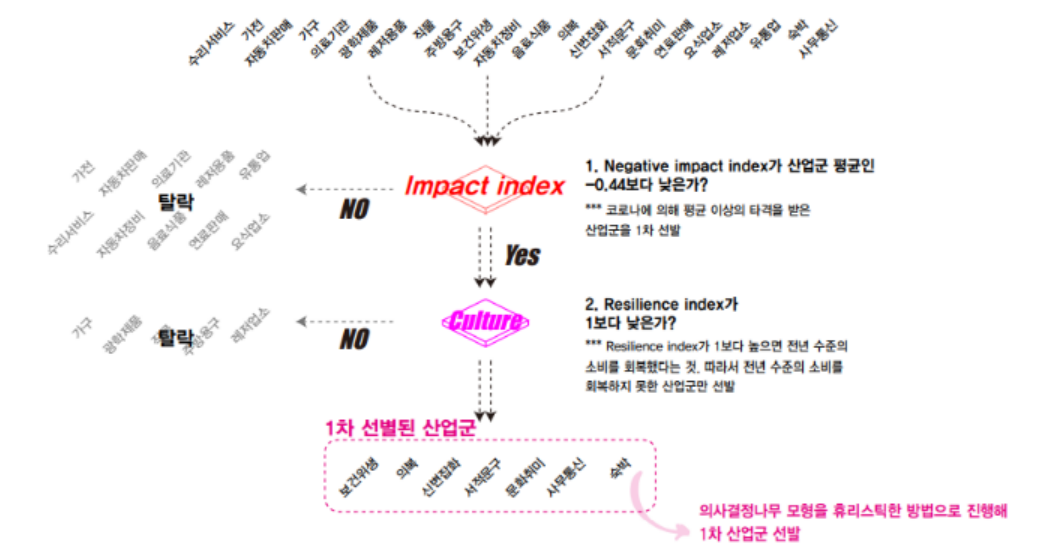 수리서비스
가전
자동차판매
가구
의료기관
광학제품
레저용품
직물
주방용구
보건위생
자동차정비
음료식품
의복
신변잡화
서적문구
문화취미
연료판매
요식업소
레저업소
유통업
숙박
사무통신
가전
자동차판매
의료기관
레저용품
유통업
탈락
수리서비스
자동차정비
음료식품
연료판매
요식업소
NO
Impact index
1. Negative impact index가 산업군 평균인
-0.44보다 낮은가?
*** 코로나에 의해 평균 이상의 타격을 받은
산업군을 1차 선발
Yes
가구
광학제품
주방용구
레저업소
탈락
NO
Culture
2. Resilience index가
1보다 낮은가?
*** Resilience index가 1보다 높으면 전년 수준의
소비를 회복했다는 것. 따라서 전년 수준의 소비를
회복하지 못한 산업군만 선발
1차 선별된 산업군
보건위생
의복
신변잡화
서적문구
문화취미
사무통신
숙박
의사결정나무 모형을 휴리스틱한 방법으로 진행해
1차 산업군 선발